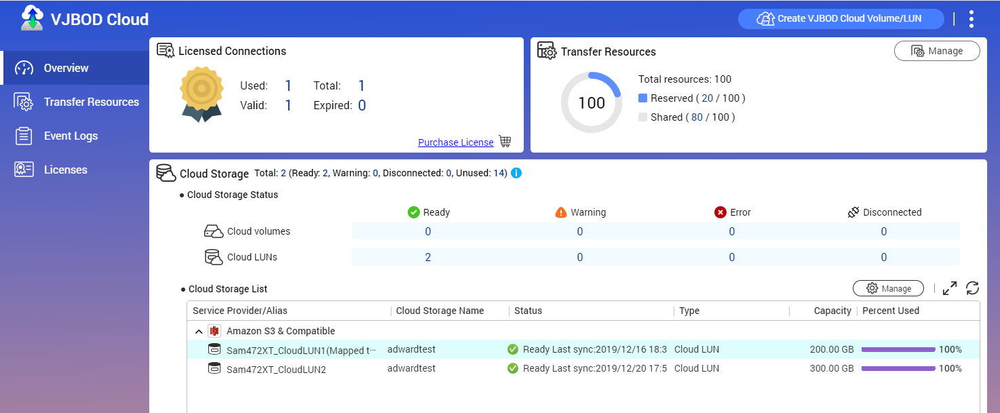 VJBOD Cloud
Create VJBOD Cloud Volume/LUN
Overview
Transfer Resources
Event Logs
Licenses
Licensed Connections
Used: 1 Total: 1
Valid: 1 Expired: 0
Purchase License
Transfer Resources
Manage
100
Total resources: 100
Reserved ( 20 / 100 )
Shared ( 80 / 100 )
Cloud Storage Total: 2 (Ready: 2, Warning: 0, Disconnected: 0, Unused: 14)
• Cloud Storage Status
Ready Warning Error Disconnected
Cloud volumes 0 0 0 0
Cloud LUNs 2 0 0 0
• Cloud Storage List
Manage
Service Provider/Alias Cloud Storage Name Status Type Capacity Percent Used
Amazon S3 & Compatible
Sam472XT_CloudLUN1(Mapped t··· adwardtest Ready Last sync:2019/12/16 18:3 Cloud LUN 200.00 GB 100%
Sam472XT_CloudLUN2 adwardtest Ready Last sync:2019/12/20 17:5 Cloud LUN 300.00 GB 100%